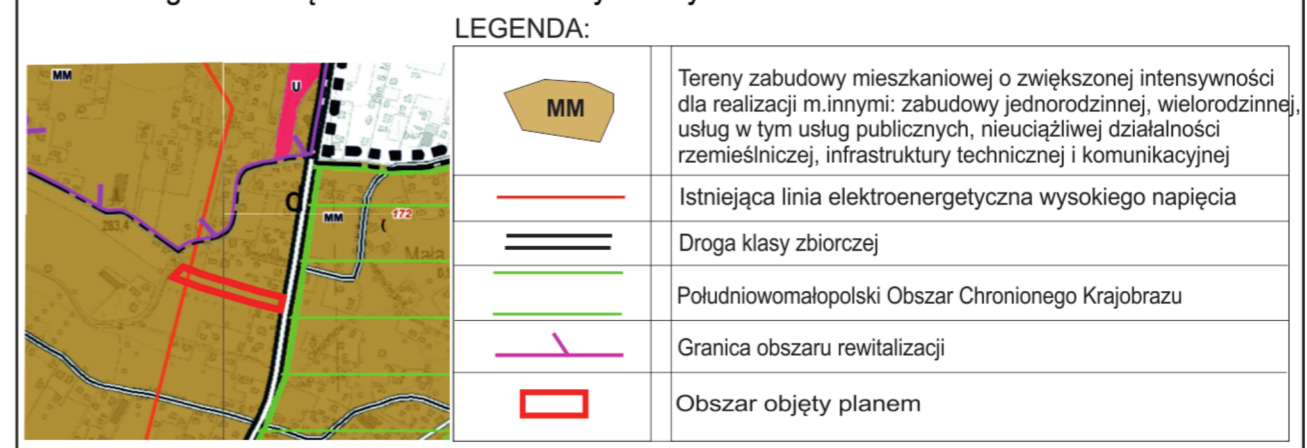 LEGENDA:
MM
U
283,4
MM
172
Mała
MM
Tereny zabudowy mieszkaniowej o zwiększonej intensywności
dla realizacji m.innymi: zabudowy jednorodzinnej, wielorodzinnej,
usług w tym usług publicznych, nieuciążliwej działalności
rzemieślniczej, infrastruktury technicznej i komunikacyjnej
Istniejąca linia elektroenergetyczna wysokiego napięcia
Droga klasy zbiorczej
Południowomałopolski Obszar Chronionego Krajobrazu
Granica obszaru rewitalizacji
Obszar objęty planem